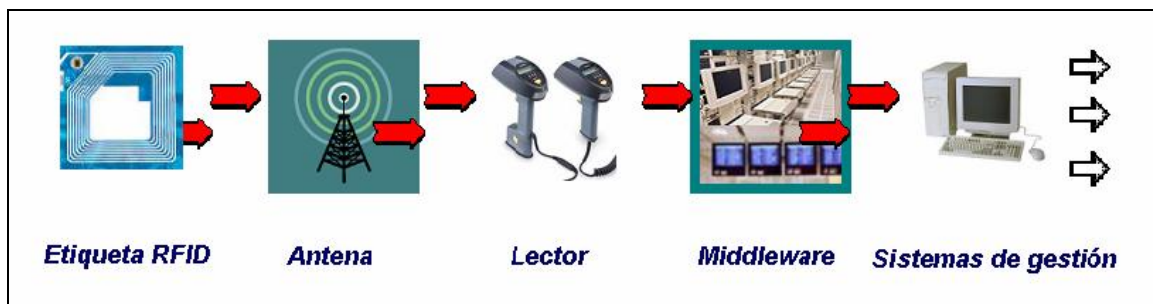 Etiqueta RFID
Antena
Lector
Middleware
Sistemas de gestión